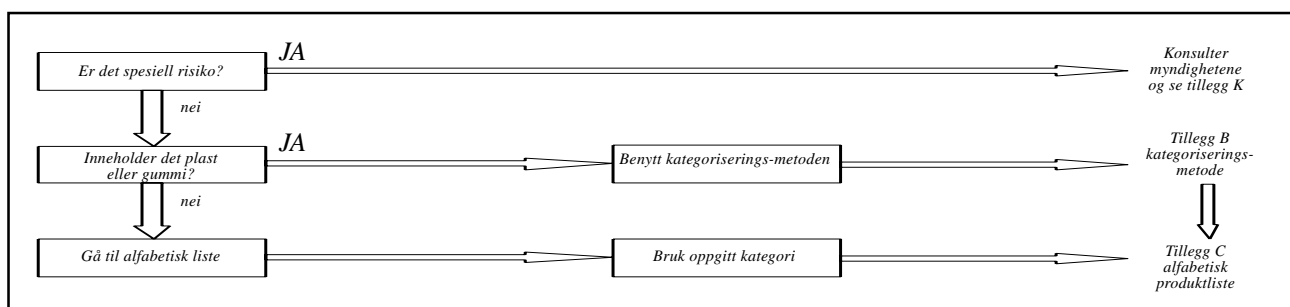 JA
Er det spesiell risiko?
Konsulter
myndighetene
og se tillegg K
nei
JA
Inneholder det plast
eller gummi?
Benytt kategoriserings-metoden
Tillegg B
kategoriserings-
metode
nei
Gå til alfabetisk liste
Bruk oppgitt kategori
Tillegg C
alfabetisk
produktliste